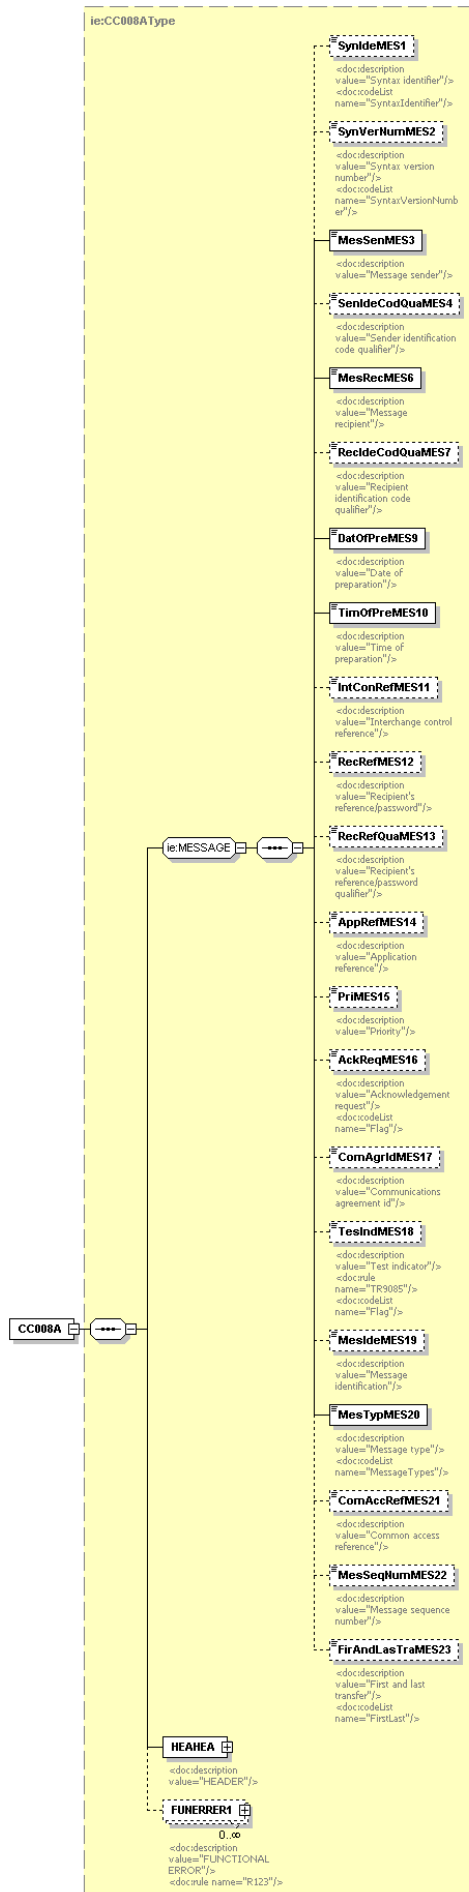 ie:CC008AType
SynIdeMES1
<doc:description
value="Syntax identifier"/>
<doc:codeList
name="SyntaxIdentifier"/>
SynVerNumMES2
<doc:description
value="Syntax version
number"/>
<doc:codeList
name="SyntaxVersionNumb
er"/>
MesSenMES3
<doc:description
value="Message sender"/>
SenIdeCodQuaMES4
<doc:description
value="Sender identification
code qualifier"/>
MesRecMES6
<doc:description
value="Message
recipient"/>
RecIdeCodQuaMES7
<doc:description
value="Recipient
identification code
qualifier"/>
DatOfPreMES9
<doc:description
value="Date of
preparation"/>
TimOfPreMES10
<doc:description
value="Time of
preparation"/>
IntConRefMES11
<doc:description
value="Interchange control
reference"/>
RecRefMES12
<doc:description
value="Recipient's
reference/password"/>
RecRefQuaMES13
<doc:description
value="Recipient's
reference/password
qualifier"/>
ie:MESSAGE
AppRefMES14
<doc:description
value="Application
reference"/>
PriMES15
<doc:description
value="Priority"/>
AckReqMES16
<doc:description
value="Acknowledgement
request"/>
<doc:codeList
name="Flag"/>
ComAgrIdMES17
<doc:description
value="Communications
agreement id"/>
TesIndMES18
<doc:description
value="Test indicator"/>
<doc:rule
name="TR9085"/>
<doc:codeList
name="Flag"/>
CC008A
MesIdeMES19
<doc:description
value="Message
identification"/>
MesTypMES20
<doc:description
value="Message type"/>
<doc:codeList
name="MessageTypes"/>
ComAccRefMES21
<doc:description
value="Common access
reference"/>
MesSeqNumMES22
<doc:description
value="Message sequence
number"/>
FirAndLasTraMES23
<doc:description
value="First and last
transfer"/>
<doc:codeList
name="FirstLast"/>
HEAHEA
<doc:description
value="HEADER"/>
FUNERRER1
0..∞
<doc:description
value="FUNCTIONAL
ERROR"/>
<doc:rule name="R123"/>